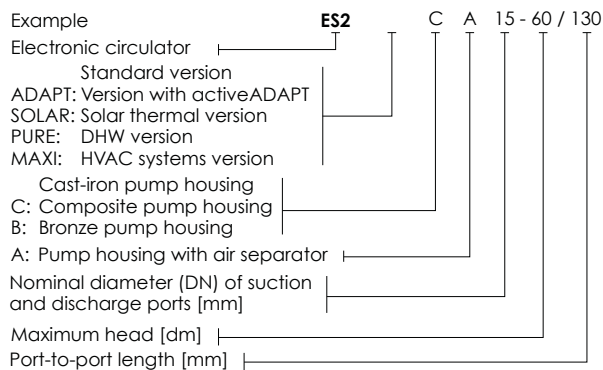 Example ES2 C A 15 - 60 / 130
Electronic circulator
Standard version
ADAPT: Version with activeADAPT
SOLAR: Solar thermal version
PURE: DHW version
MAXI: HVAC systems version
Cast-iron pump housing
C: Composite pump housing
B: Bronze pump housing
A: Pump housing with air separator
Nominal diameter (DN) of suction
and discharge ports [mm]
Maximum head [dm]
Port-to-port length [mm]